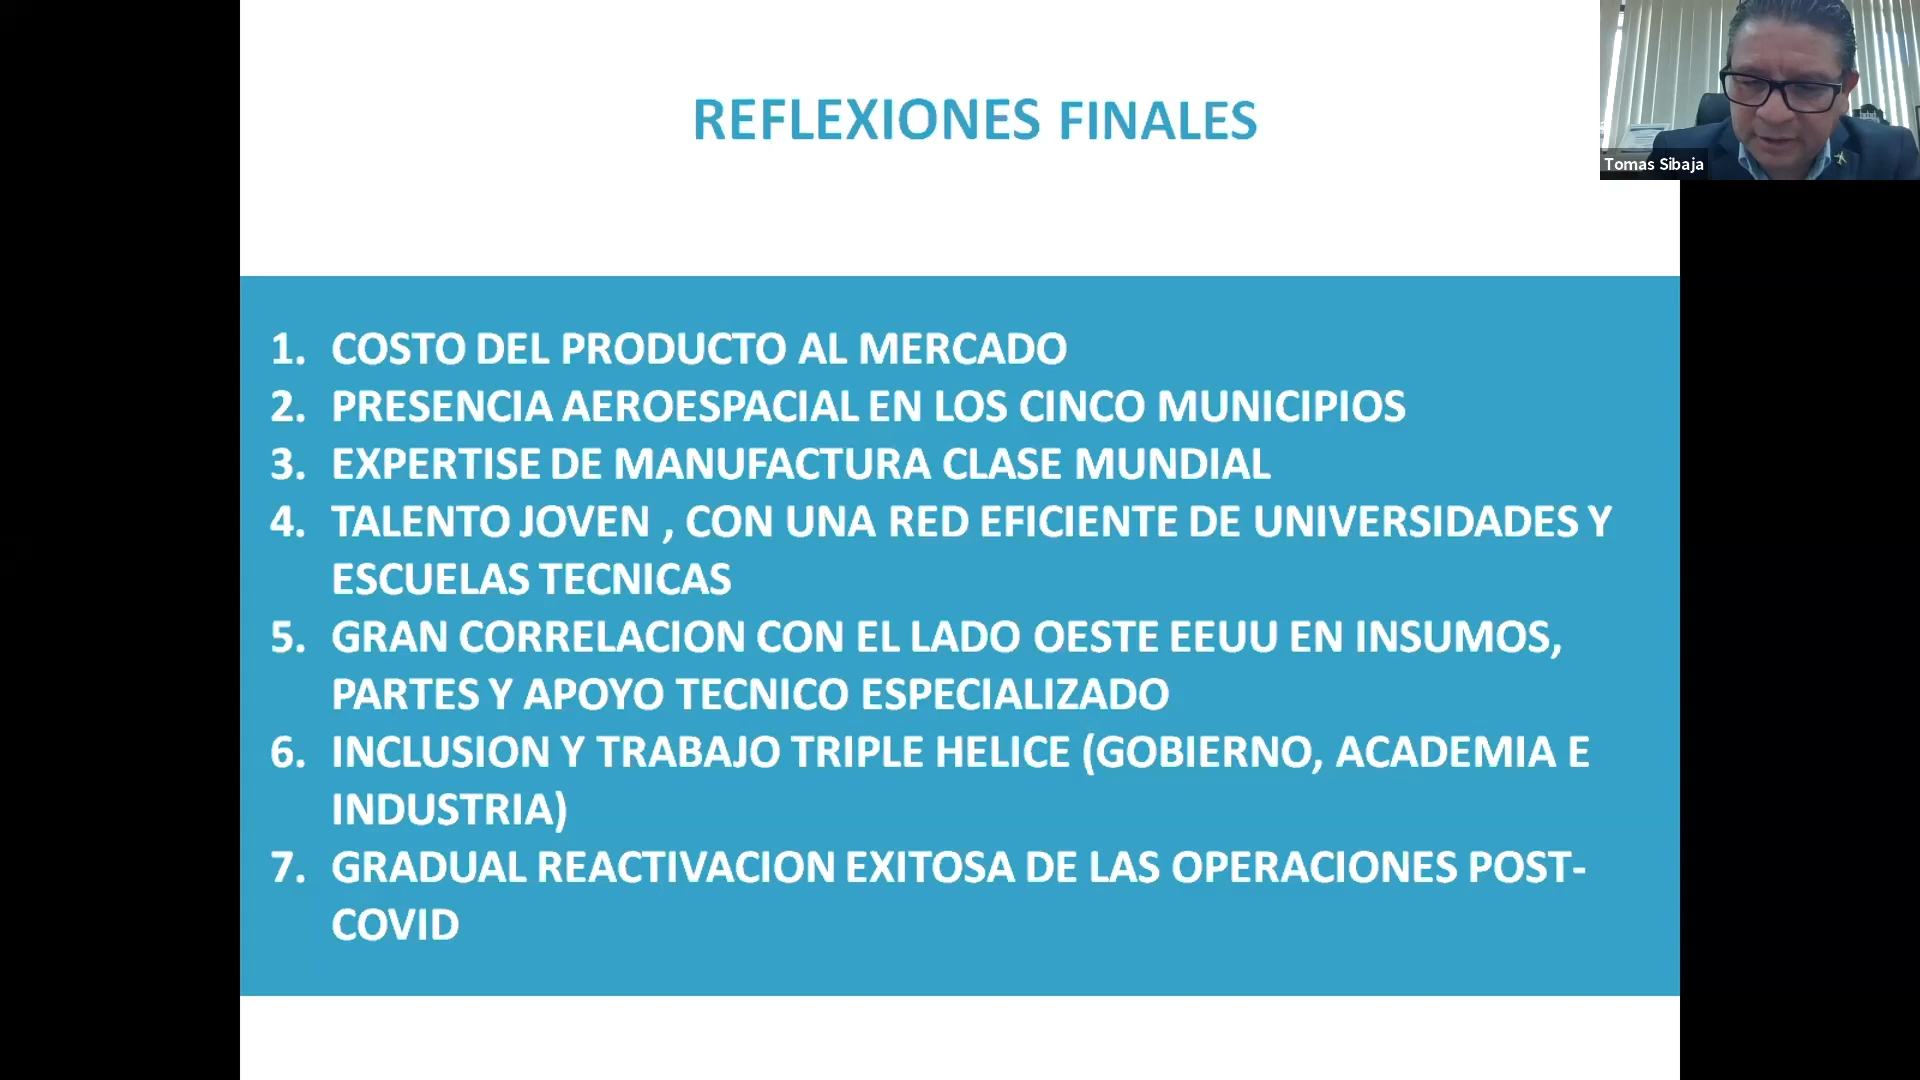 REFLEXIONES FINALES
Tomas Sibaja
1. COSTO DEL PRODUCTO AL MERCADO
2. PRESENCIA AEROESPACIAL EN LOS CINCO MUNICIPIOS
3. EXPERTISE DE MANUFACTURA CLASE MUNDIAL
4. TALENTO JOVEN , CON UNA RED EFICIENTE DE UNIVERSIDADES Y
ESCUELAS TECNICAS
5. GRAN CORRELACION CON EL LADO OESTE EEUU EN INSUMOS,
PARTES Y APOYO TECNICO ESPECIALIZADO
6. INCLUSION Y TRABAJO TRIPLE HELICE (GOBIERNO, ACADEMIA E
INDUSTRIA)
7. GRADUAL REACTIVACION EXITOSA DE LAS OPERACIONES POST-
COVID